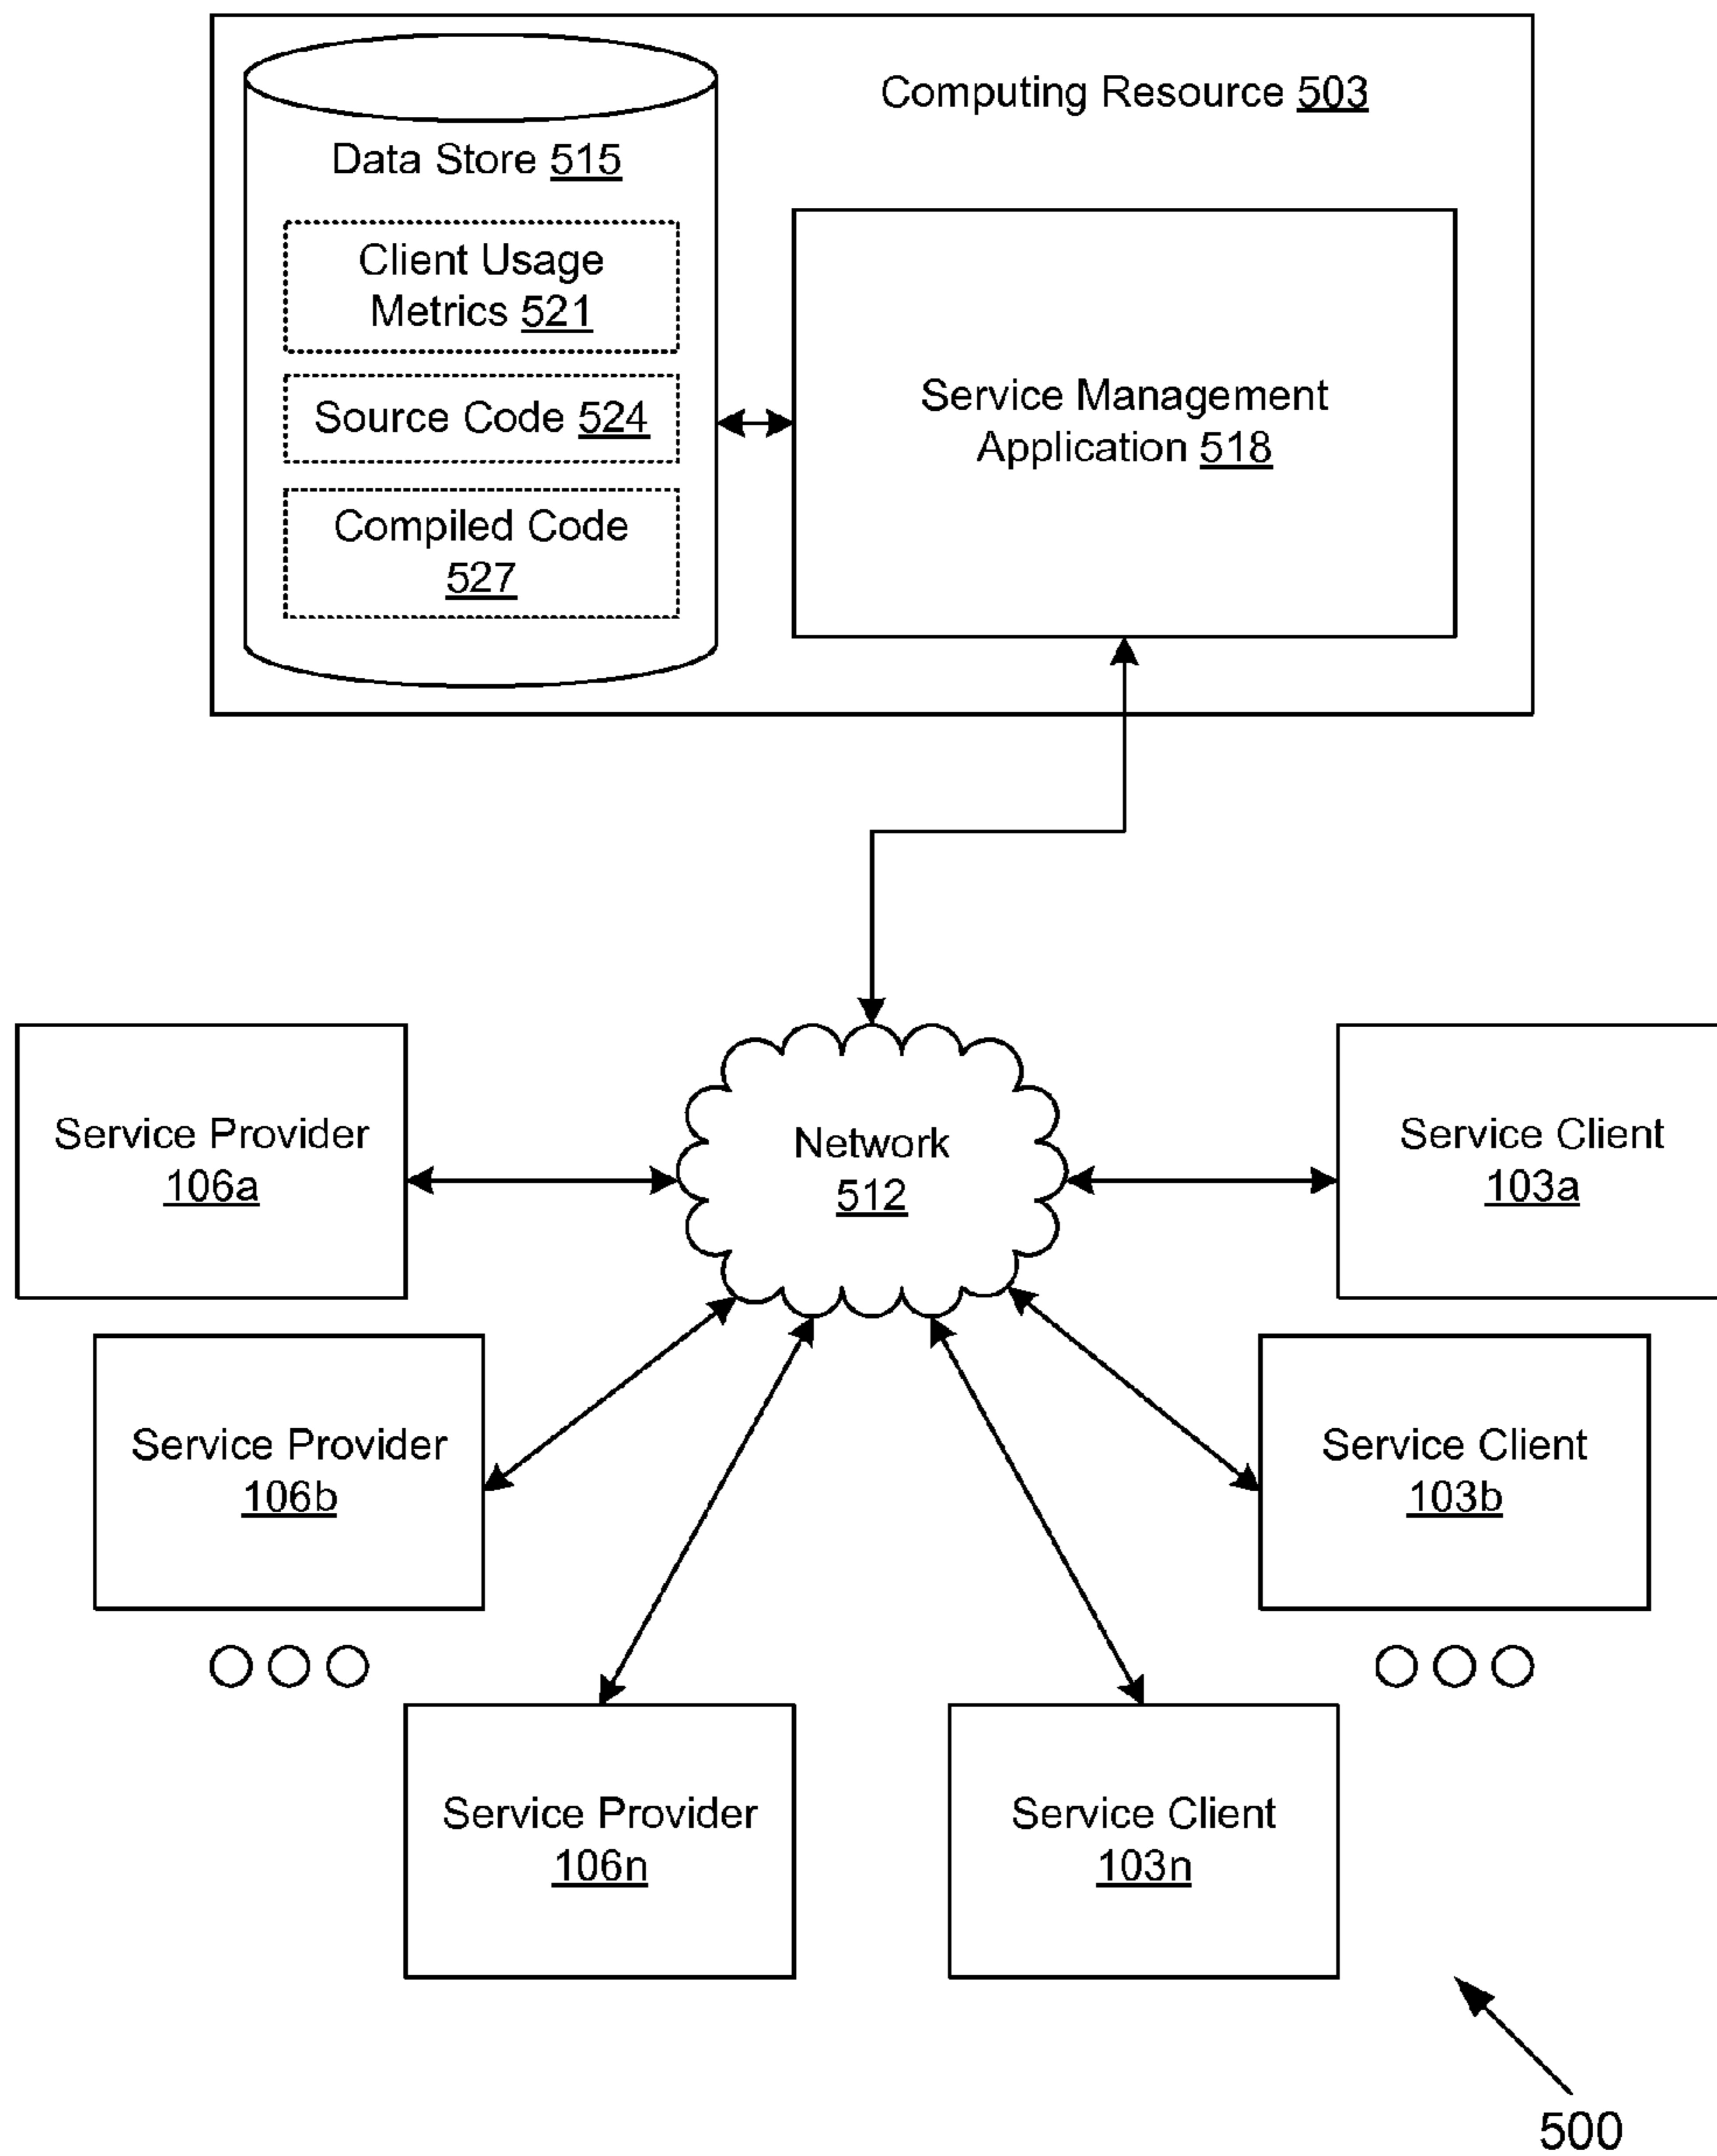 Computing Resource 503
Data Store 515
Client Usage
Metrics 521
Source Code 524
Compiled Code
527
Service Management
Application 518
Network
512
Service Provider
106a
Service Client
103a
Service Provider
106b
Service Client
103b
Service Provider
106n
Service Client
103n
500